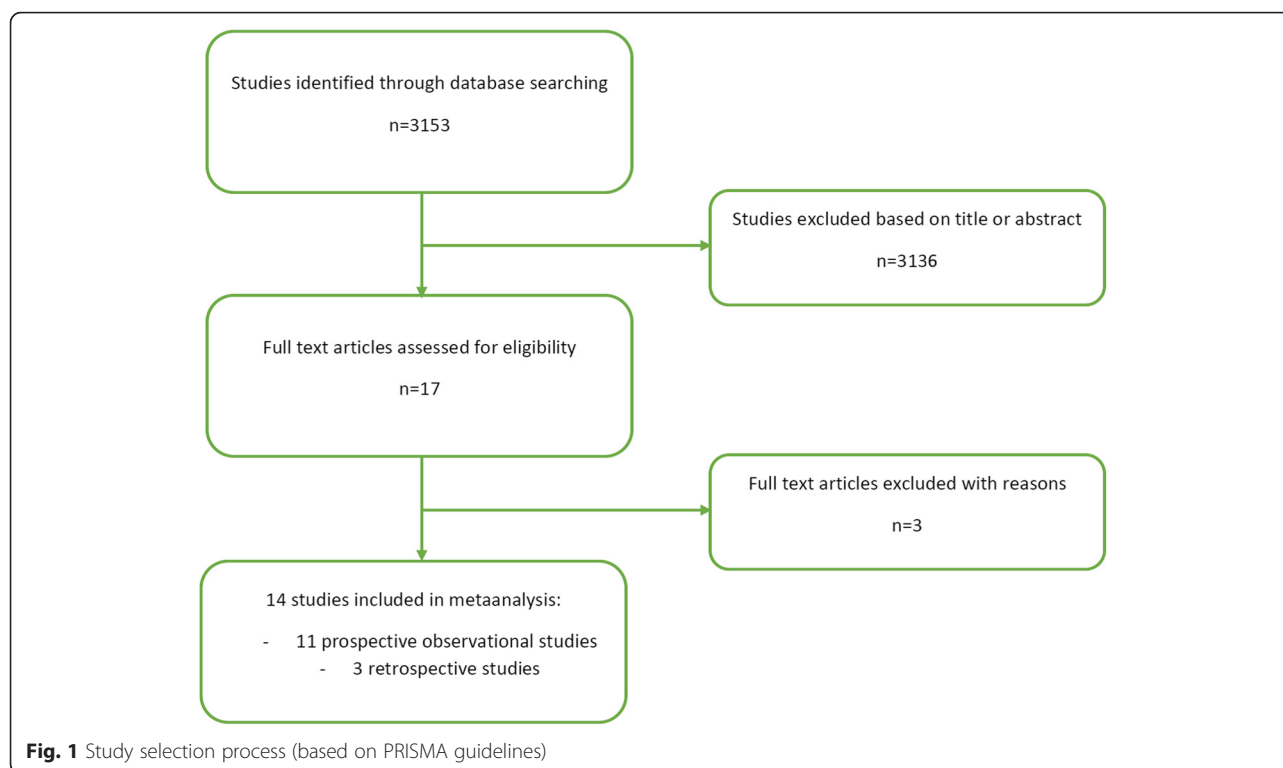 Studies identified through database searching
n=3153
Studies excluded based on title or abstract
n=3136
Full text articles assessed for eligibility
n=17
Full text articles excluded with reasons
n=3
14 studies included in metaanalysis:
- 11 prospective observational studies
- 3 retrospective studies
Fig. 1 Study selection process (based on PRISMA guidelines)